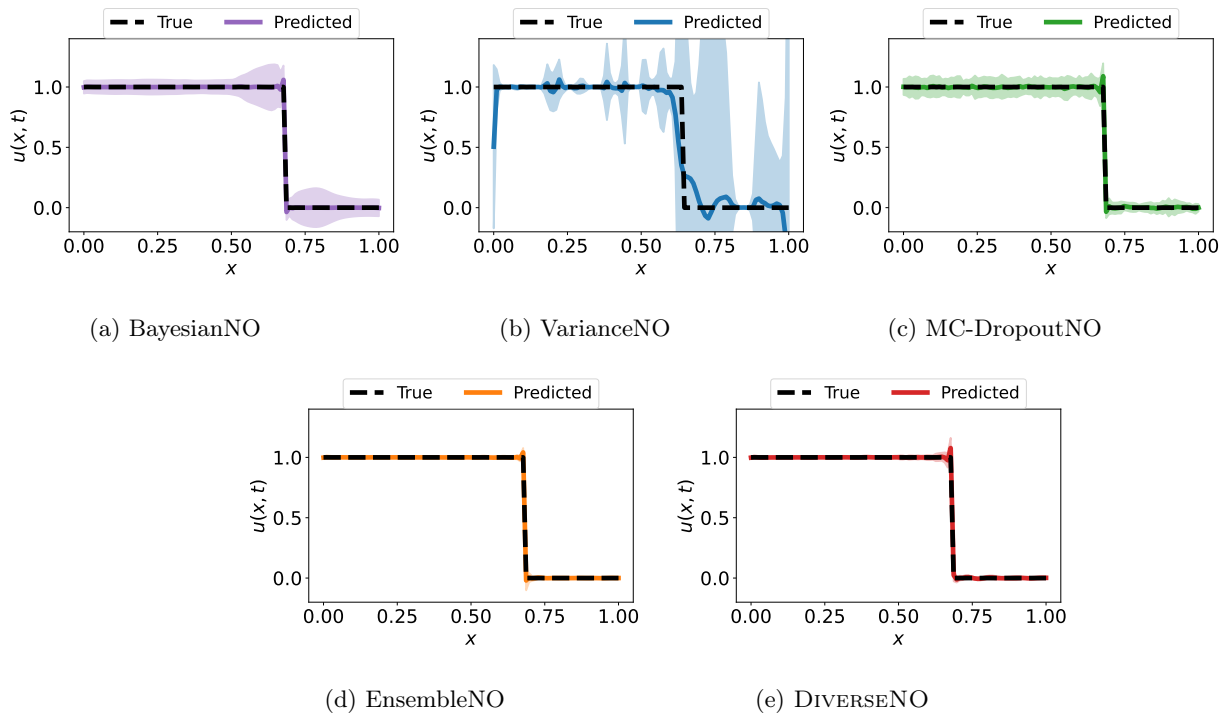 True Predicted
True Predicted
True Predicted
u(x, t)
1.0
0.5
0.0
0.00 0.25 0.50 0.75 1.00
x
u(x, t)
1.0
0.5
0.0
0.00 0.25 0.50 0.75 1.00
x
u(x, t)
1.0
0.5
0.0
0.00 0.25 0.50 0.75 1.00
x
(a) BayesianNO
(b) VarianceNO
(c) MC-DropoutNO
True Predicted
True Predicted
u(x, t)
1.0
0.5
0.0
0.00 0.25 0.50 0.75 1.00
x
u(x, t)
1.0
0.5
0.0
0.00 0.25 0.50 0.75 1.00
x
(d) EnsembleNO
(e) DIVERSENO